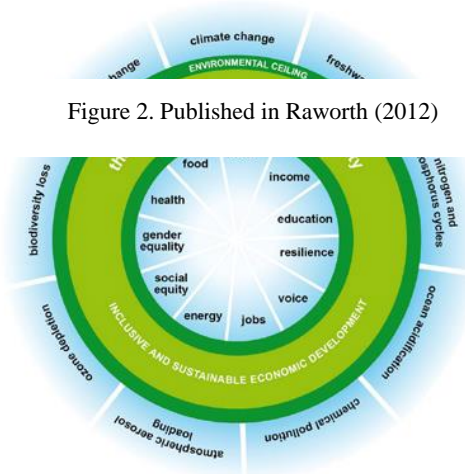 climate change
ENVIRONMENTAL CEILING
Figure 2. Published in Raworth (2012)
food
income
health
education
gender
equality
resilience
social
equity
voice
energy
jobs
INCLUSIVE AND SUSTAINABLE ECONOMIC DEVELOPMENT
biodiversity loss
nitrogen and
osphorus cycles
ocean acidification
chemical pollution
atmospheric aerosol
loading
ozone depletion